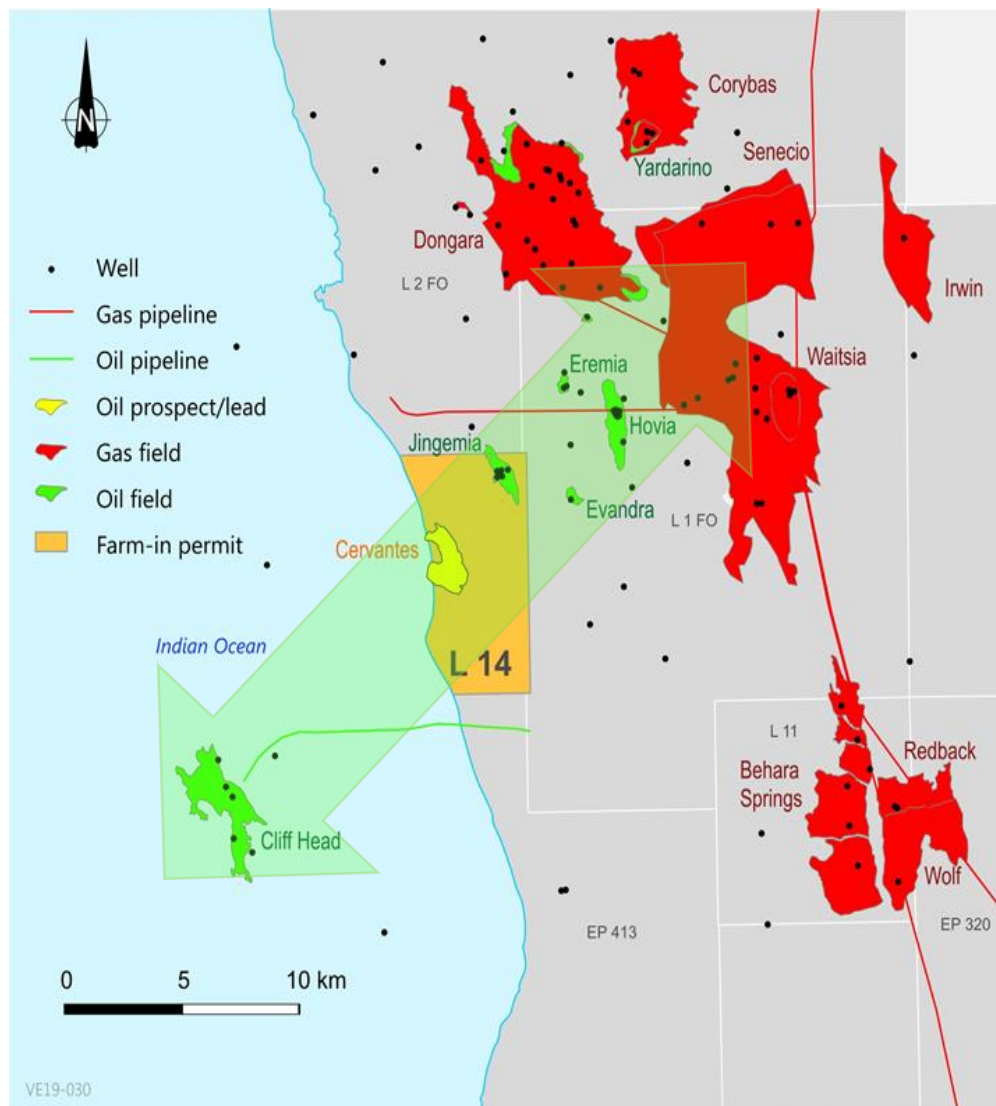 N
Corybas
Senecio
Yardarino
Dongara
L 2 FO
Irwin
Well
Gas pipeline
Oil pipeline
Oil prospect/lead
Gas field
Oil field
Farm-in permit
Eremia
Waitsia
Hovia
Jingemia
Evandra
L 1 FO
Cervantes
Indian Ocean
L 14
L 11
Redback
Behara
Springs
Cliff Head
Wolf
EP 413
EP 320
0 5 10 km
VE19-030